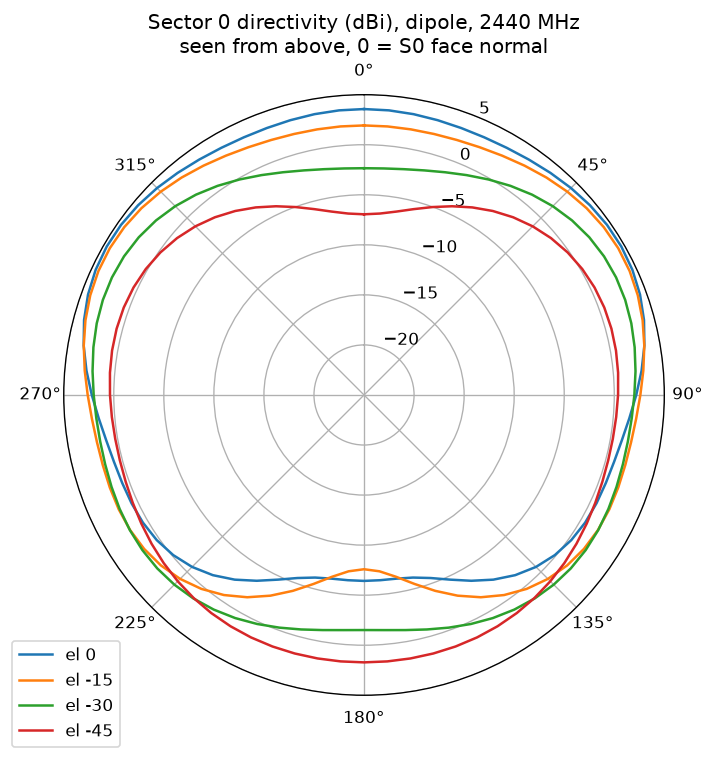 Sector 0 directivity (dBi), dipole, 2440 MHz
seen from above, 0 = S0 face normal
0°
5
315°
0
45°
−5
−10
−15
−20
270°
90°
225°
135°
180°
el 0
el -15
el -30
el -45